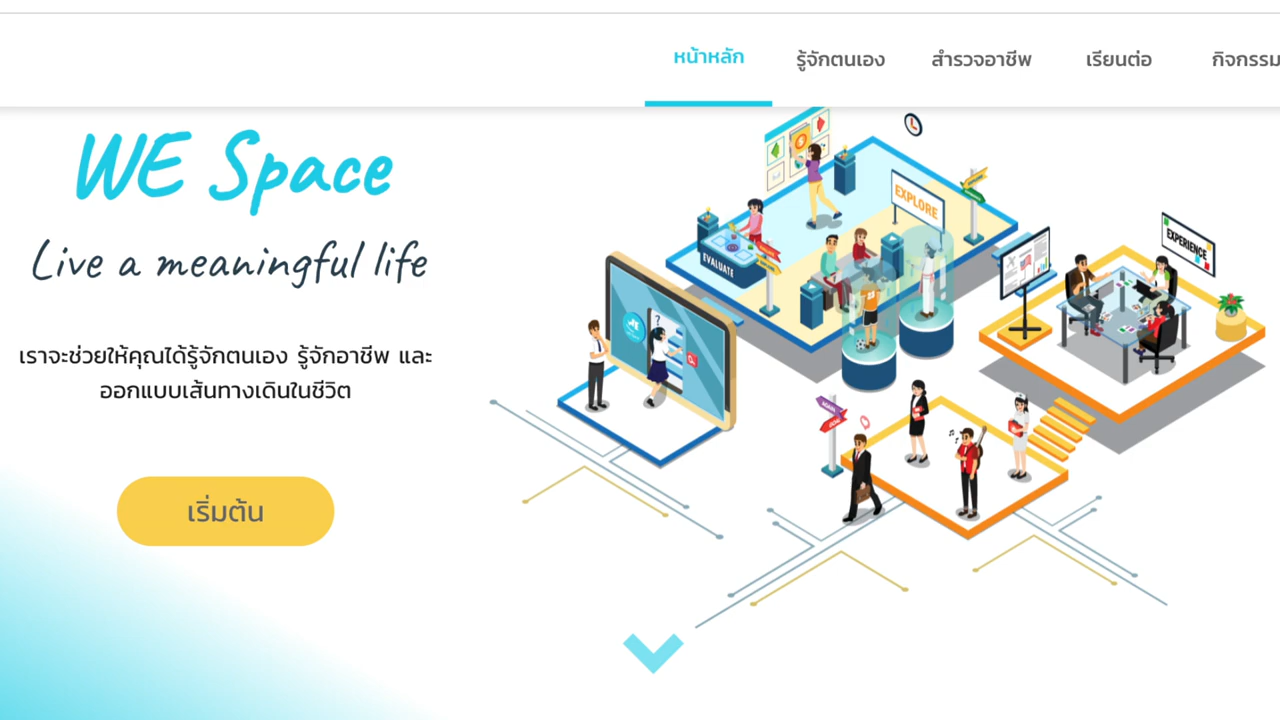 หน้าหลัก
รู้จักตนเอง
สำรวจอาชีพ
เรียนต่อ
กิจกรรม
WE Space
Live a meaningful life
เราจะช่วยให้คุณได้รู้จักตนเอง รู้จักอาชีพ และ
ออกแบบเส้นทางเดินในชีวิต
เริ่มต้น
EXPLORE
EVALUATE
EXPERIENCE